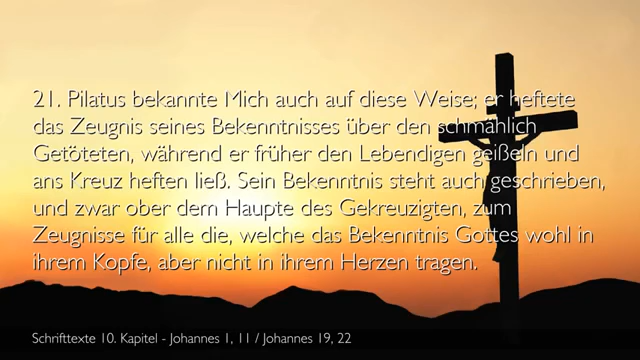 21. Pilatus bekannte Mich auch auf diese Weise; er heftete
das Zeugnis seines Bekenntnisses über den schmählich
Getöteten, während er früher den Lebendigen geißeln und
ans Kreuz heften ließ. Sein Bekenntnis steht auch geschrieben,
und zwar ober dem Haupte des Gekreuzigten, zum
Zeugnisse für alle die, welche das Bekenntnis Gottes wohl in
ihrem Kopfe, aber nicht in ihrem Herzen tragen.
Schrifttexte 10. Kapitel - Johannes 1, 11 / Johannes 19, 22